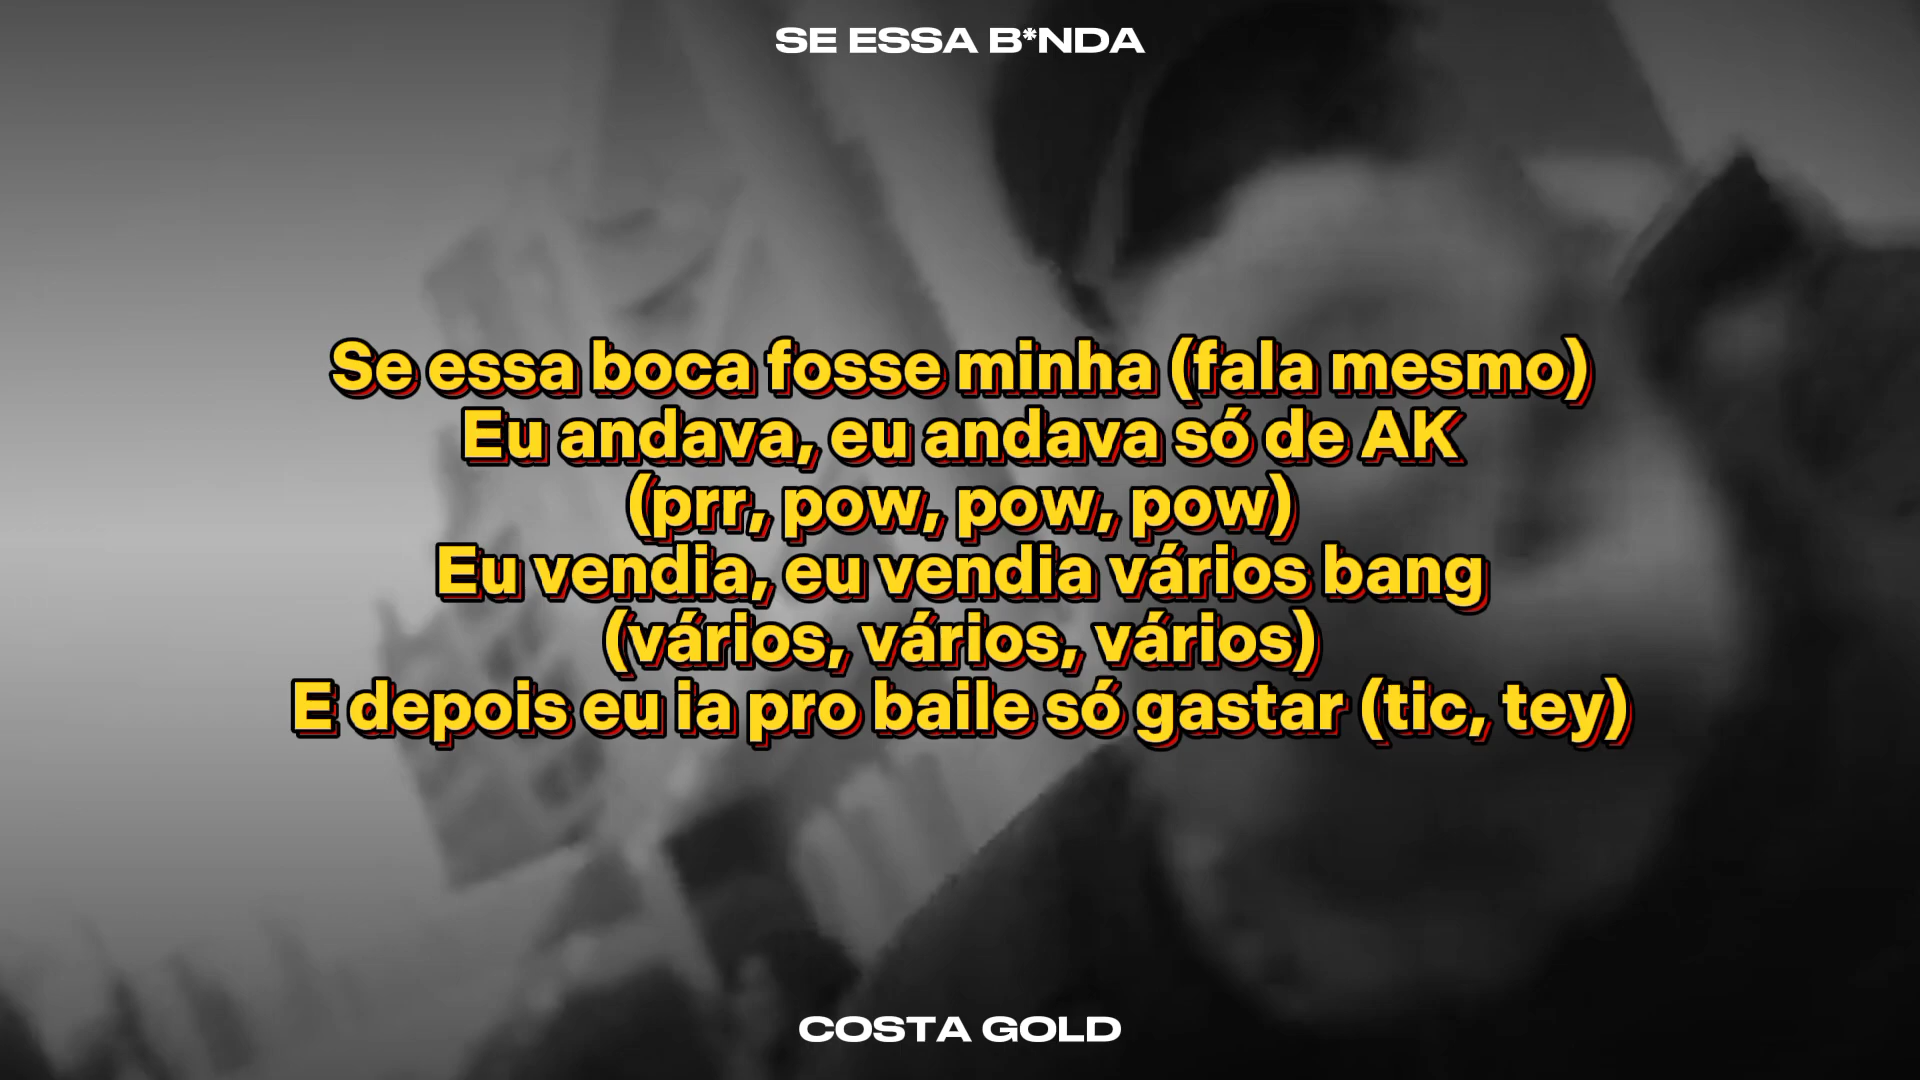 SE ESSA B*NDA
Se essa boca fosse minha (fala mesmo)
Eu andava, eu andava só de AK
(prr, pow, pow, pow)
Eu vendia, eu vendia vários bang
(vários, vários, vários)
E depois eu ia pro baile só gastar (tic, tey)
COSTA GOLD